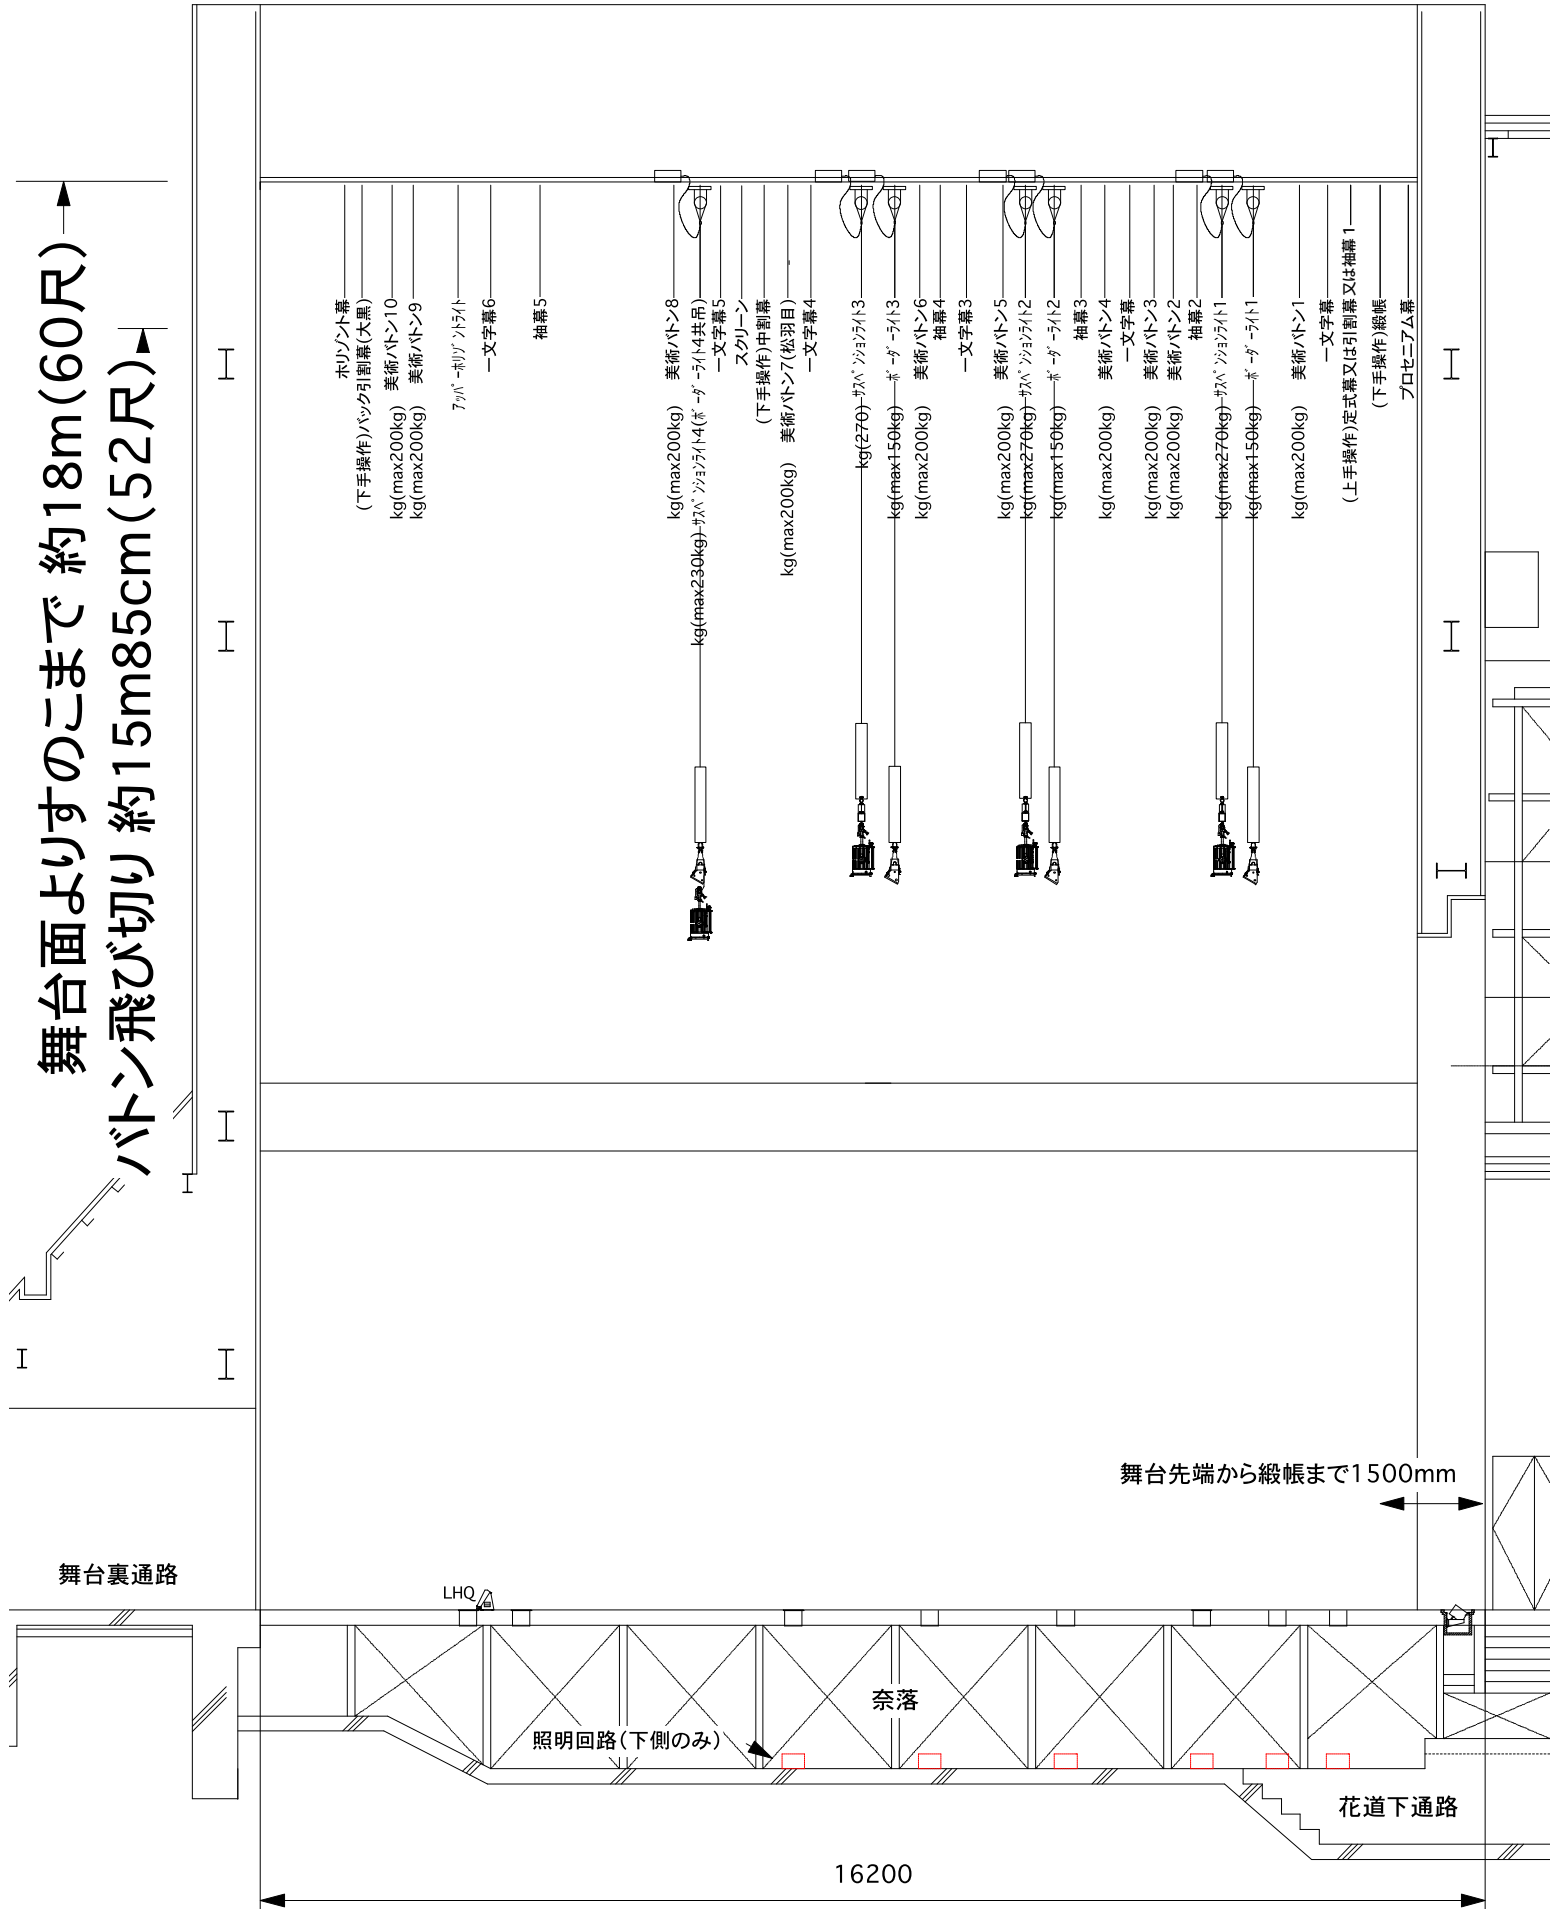 舞台面よりすのこまで 約18m(60尺)
バトン飛び切り 約15m85cm(52尺)
ホリゾント幕
(下手操作)バック引割幕(大黒)
kg(max200kg) 美術バトン10
kg(max200kg) 美術バトン9
アッパーホリゾントライト
一文字幕6
袖幕5
kg(max200kg) 美術バトン8
kg(max230kg) サスペンションライト4(ボーダーライト4共吊)
一文字幕5
スクリーン
(下手操作)中割幕
kg(max200kg) 美術バトン7(松羽目)
一文字幕4
kg(270) サスペンションライト3
kg(max150kg) ボーダーライト3
kg(max200kg) 美術バトン6
袖幕4
一文字幕3
kg(max200kg) 美術バトン5
kg(max270kg) サスペンションライト2
kg(max150kg) ボーダーライト2
袖幕3
kg(max200kg) 美術バトン4
一文字幕
kg(max200kg) 美術バトン3
kg(max200kg) 美術バトン2
袖幕2
kg(max270kg) サスペンションライト1
kg(max150kg) ボーダーライト1
kg(max200kg) 美術バトン1
一文字幕
(上手操作)定式幕又は引割幕又は袖幕1
(下手操作)緞帳
プロセニアム幕
舞台先端から緞帳まで1500mm
舞台裏通路
LHQ
奈落
照明回路(下側のみ)
花道下通路
16200